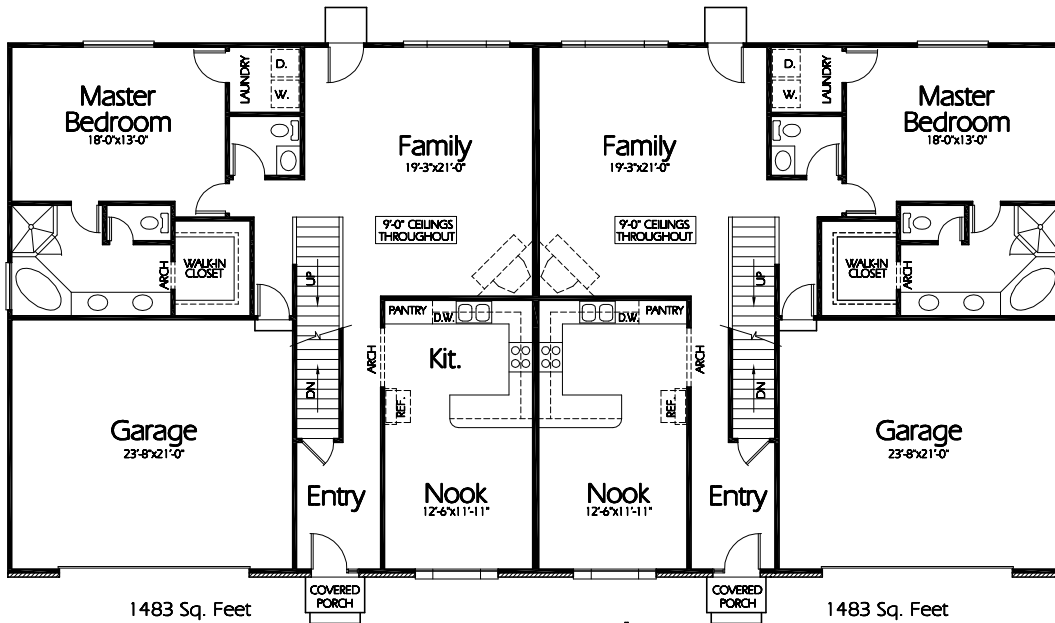 LAUNDRY
D.
W.
Master
Bedroom
18'-0"x13'-0"
Family
19'-3"x21'-0"
9'-0" CEILINGS
THROUGHOUT
WALK-IN
CLOSET
ARCH
UP
DN
PANTRY
D.W.
Kit.
ARCH
REF.
Garage
23'-8"x21'-0"
Entry
Nook
12'-6"x11'-11"
COVERED
PORCH
1483 Sq. Feet
D.
W.
LAUNDRY
Family
19'-3"x21'-0"
Master
Bedroom
18'-0"x13'-0"
9'-0" CEILINGS
THROUGHOUT
WALK-IN
CLOSET
ARCH
UP
DN
D.W.
PANTRY
ARCH
REF.
Nook
12'-6"x11'-11"
Entry
Garage
23'-8"x21'-0"
COVERED
PORCH
1483 Sq. Feet